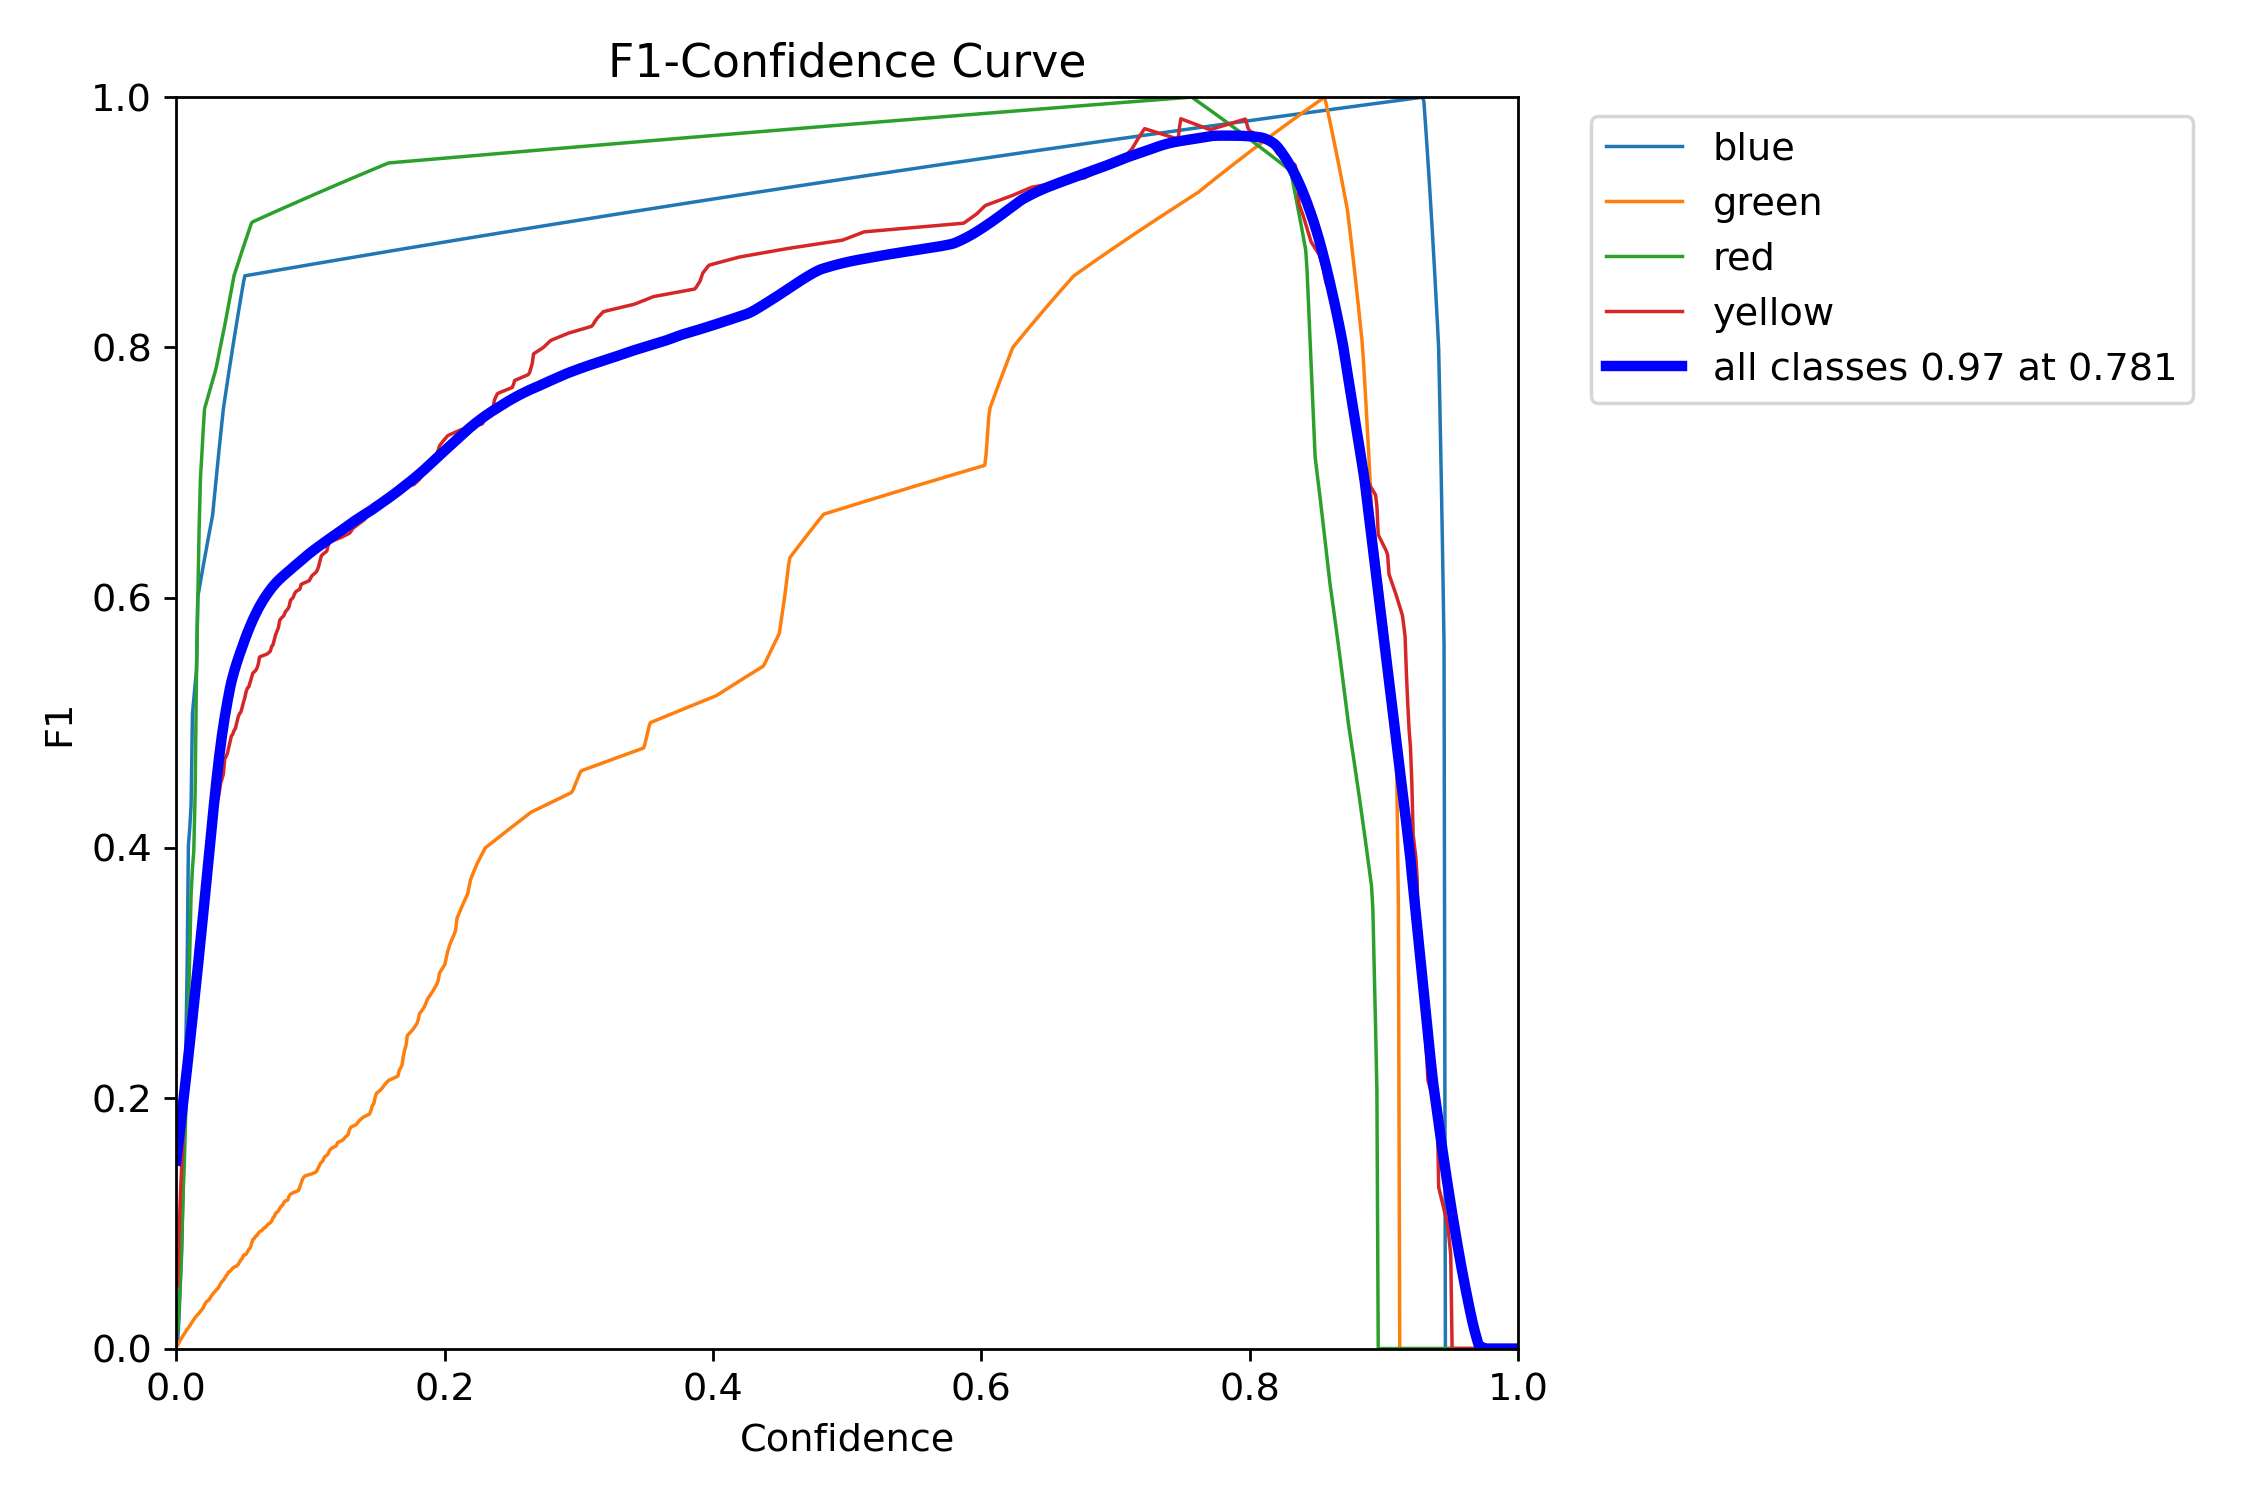 F1-Confidence Curve
1.0
0.8
0.6
0.4
0.2
0.0
F1
0.0 0.2 0.4 0.6 0.8 1.0
Confidence
blue
green
red
yellow
all classes 0.97 at 0.781